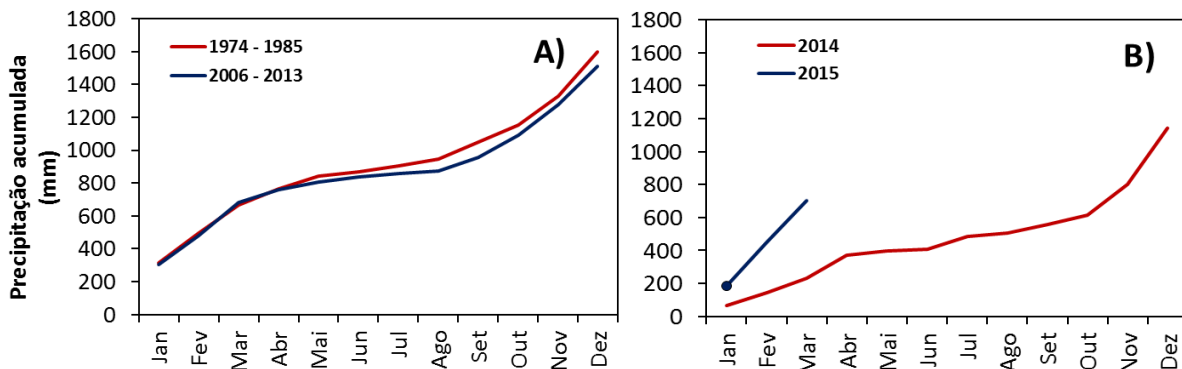 Precipitação acumulada
(mm)
1800
1600
1400
1200
1000
800
600
400
200
0
1974 - 1985
2006 - 2013
A)
Jan
Fev
Mar
Abr
Mai
Jun
Jul
Ago
Set
Out
Nov
Dez
1800
1600
1400
1200
1000
800
600
400
200
0
2014
2015
B)
Jan
Fev
Mar
Abr
Mai
Jun
Jul
Ago
Set
Out
Nov
Dez